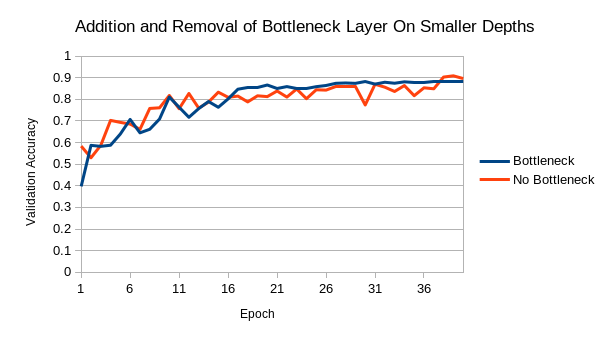 Addition and Removal of Bottleneck Layer On Smaller Depths
1
0.9
0.8
0.7
0.6
0.5
0.4
0.3
0.2
0.1
0
Validation Accuracy
1 6 11 16 21 26 31 36
Epoch
Bottleneck
No Bottleneck